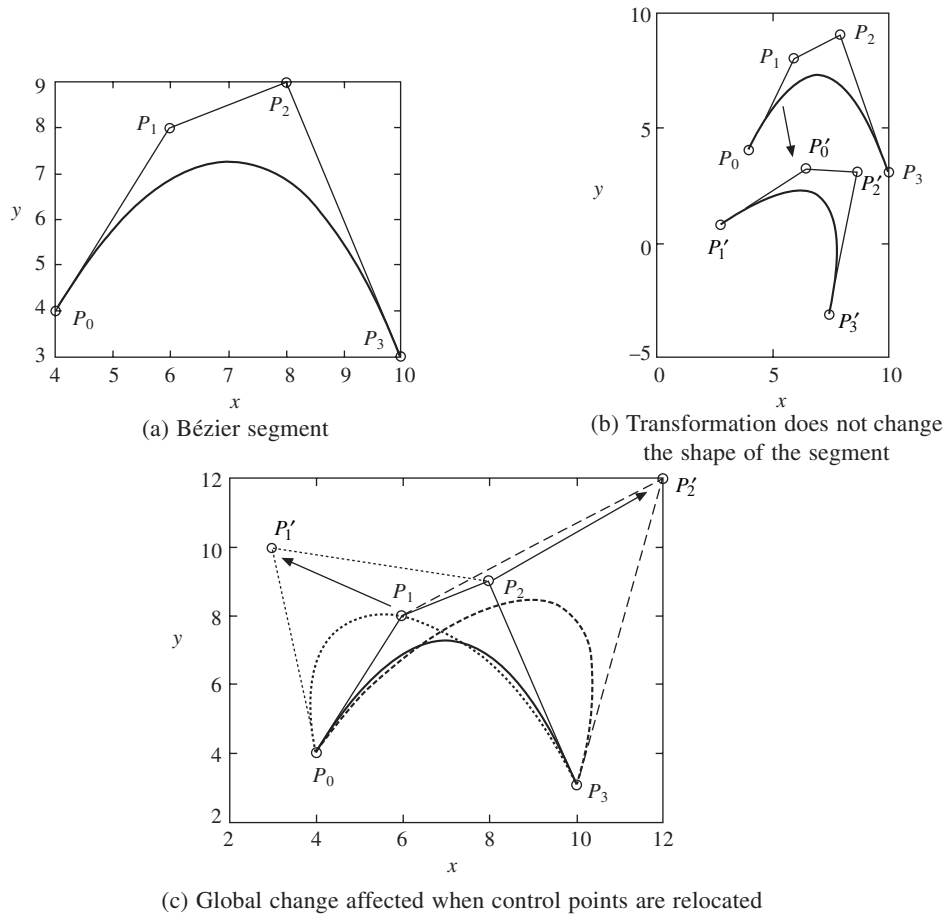 9
8
7
6
5
4
3
y
P₁
P₂
P₀
P₃
4 5 6 7 8 9 10
x
(a) Bézier segment
10
5
0
−5
y
P₁
P₂
P₀
P₃
P₀′
P₂′
P₁′
P₃′
0 5 10
x
(b) Transformation does not change
the shape of the segment
12
10
8
6
4
2
y
P₂′
P₁′
P₁
P₂
P₀
P₃
2 4 6 8 10 12
x
(c) Global change affected when control points are relocated